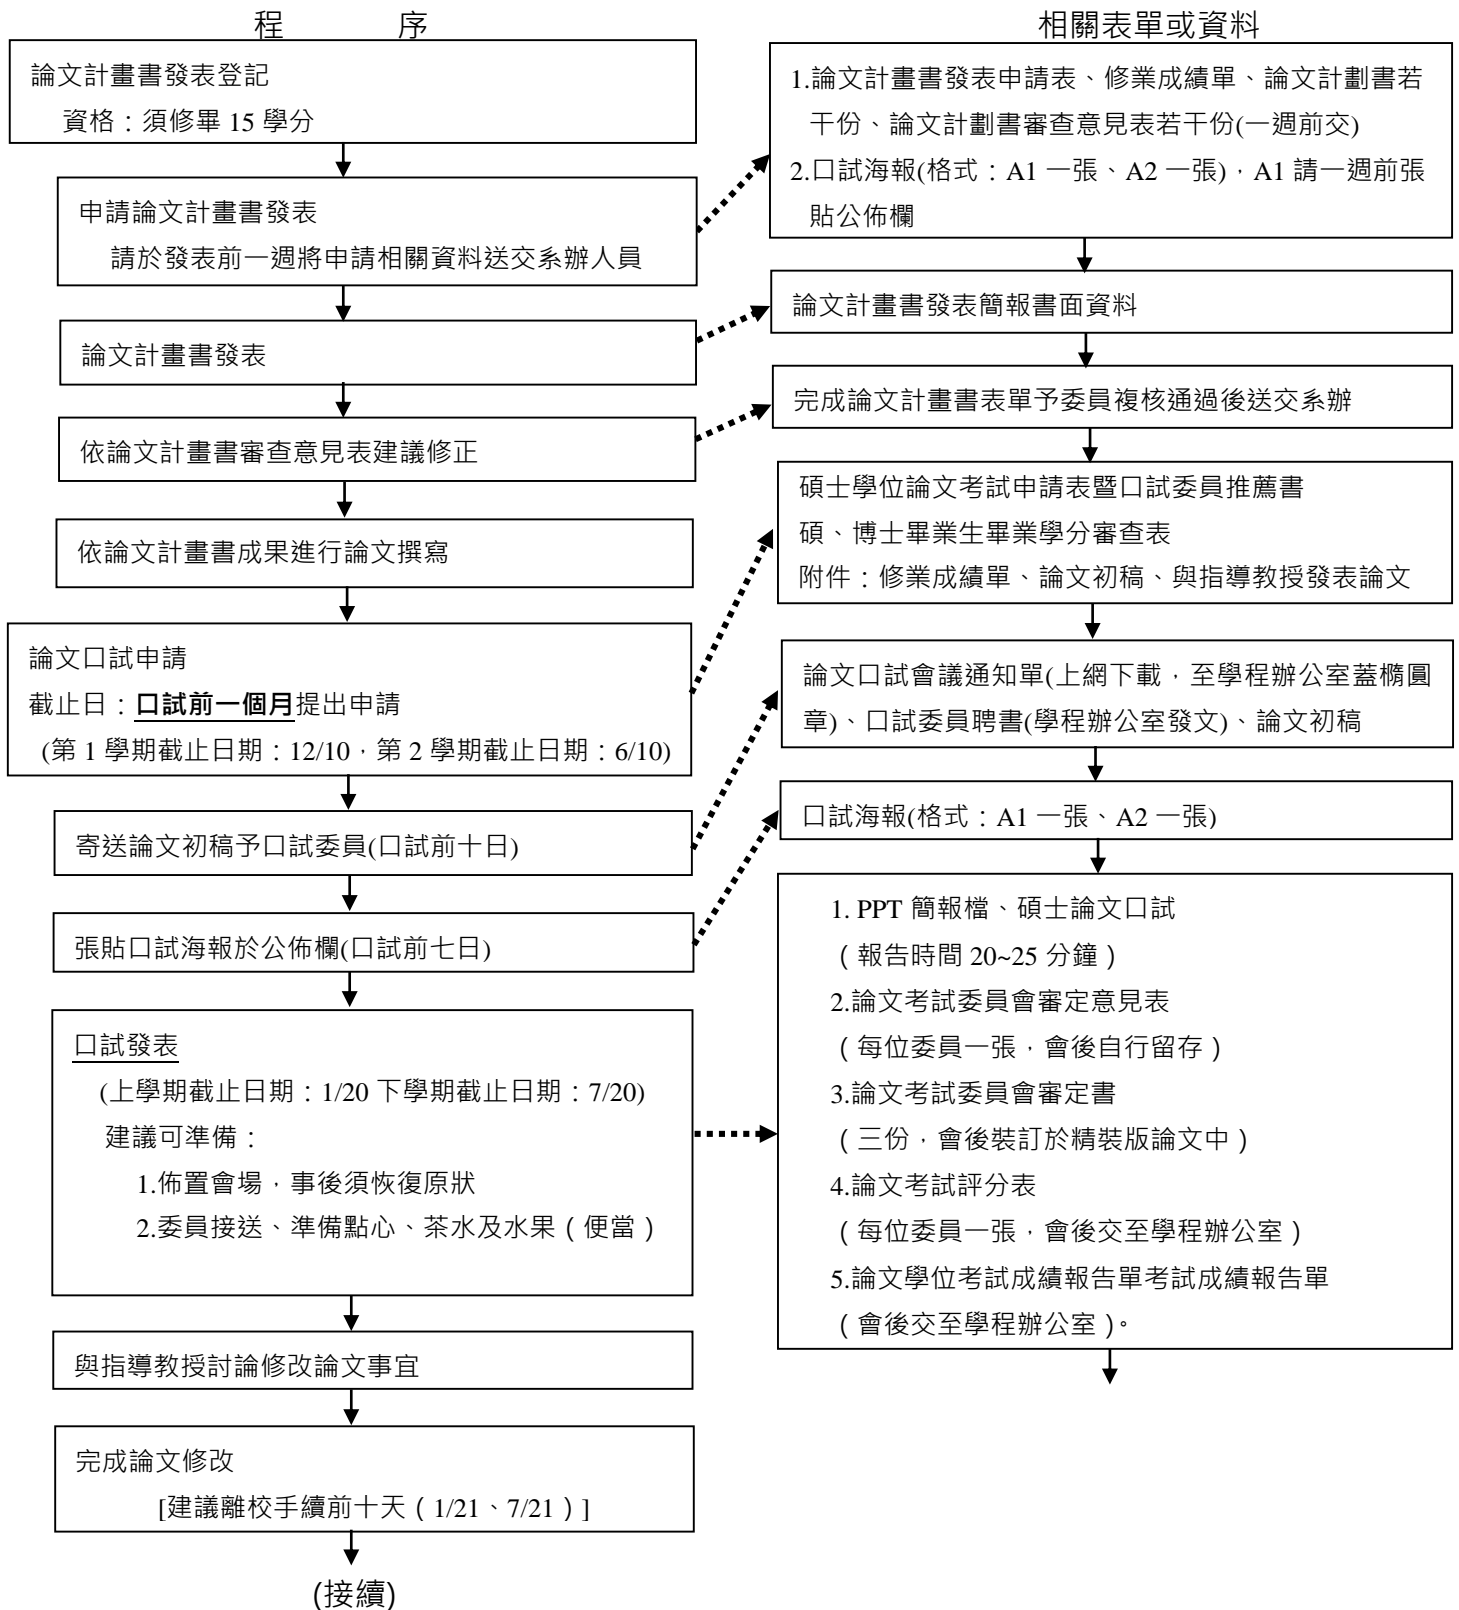 程 序
論文計畫書發表登記
資格：須修畢 15 學分
申請論文計畫書發表
請於發表前一週將申請相關資料送交系辦人員
論文計畫書發表
依論文計畫書審查意見表建議修正
依論文計畫書成果進行論文撰寫
論文口試申請
截止日：口試前一個月提出申請
(第 1 學期截止日期：12/10，第 2 學期截止日期：6/10)
寄送論文初稿予口試委員(口試前十日)
張貼口試海報於公佈欄(口試前七日)
口試發表
(上學期截止日期：1/20 下學期截止日期：7/20)
建議可準備：
1.佈置會場，事後須恢復原狀
2.委員接送、準備點心、茶水及水果（便當）
與指導教授討論修改論文事宜
完成論文修改
[建議離校手續前十天（1/21、7/21）]
(接續)
相關表單或資料
1.論文計畫書發表申請表、修業成績單、論文計劃書若
干份、論文計劃書審查意見表若干份(一週前交)
2.口試海報(格式：A1 一張、A2 一張)，A1 請一週前張
貼公佈欄
論文計畫書發表簡報書面資料
完成論文計畫書表單予委員複核通過後送交系辦
碩士學位論文考試申請表暨口試委員推薦書
碩、博士畢業生畢業學分審查表
附件：修業成績單、論文初稿、與指導教授發表論文
論文口試會議通知單(上網下載，至學程辦公室蓋橢圓
章)、口試委員聘書(學程辦公室發文)、論文初稿
口試海報(格式：A1 一張、A2 一張)
1. PPT 簡報檔、碩士論文口試
（報告時間 20~25 分鐘）
2.論文考試委員會審定意見表
（每位委員一張，會後自行留存）
3.論文考試委員會審定書
（三份，會後裝訂於精裝版論文中）
4.論文考試評分表
（每位委員一張，會後交至學程辦公室）
5.論文學位考試成績報告單考試成績報告單
（會後交至學程辦公室）。